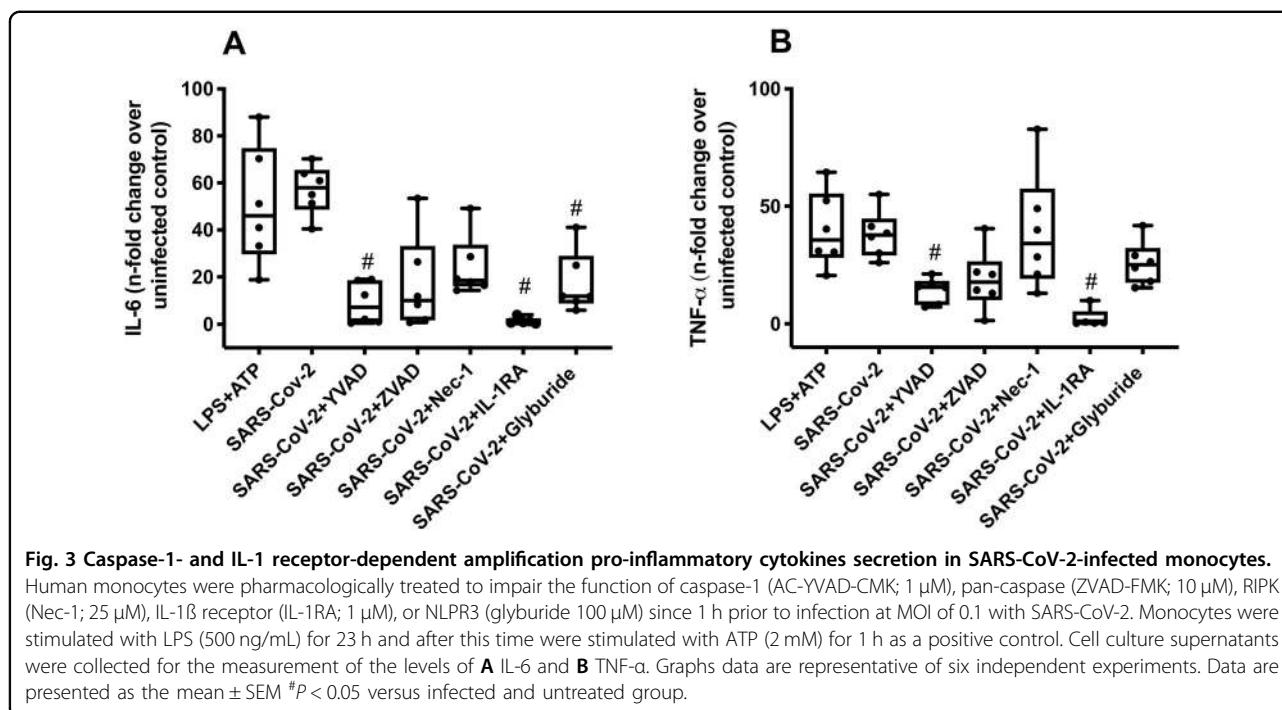 A
IL-6 (n-fold change over
uninfected control)
100
80
60
40
20
0
#
#
#
LPS+ATP
SARS-Cov-2
SARS-CoV-2+YVAD
SARS-CoV-2+ZVAD
SARS-CoV-2+Nec-1
SARS-CoV-2+IL-1RA
SARS-CoV-2+Glyburide
B
TNF-α (n-fold change over
uninfected control)
100
50
0
#
#
LPS+ATP
SARS-CoV-2
SARS-CoV-2+YVAD
SARS-CoV-2+ZVAD
SARS-CoV-2+Nec-1
SARS-CoV-2+IL-1RA
SARS-CoV-2+Glyburide
Fig. 3 Caspase-1- and IL-1 receptor-dependent amplification pro-inflammatory cytokines secretion in SARS-CoV-2-infected monocytes.
Human monocytes were pharmacologically treated to impair the function of caspase-1 (AC-YVAD-CMK; 1 μM), pan-caspase (ZVAD-FMK; 10 μM), RIPK
(Nec-1; 25 μM), IL-1ß receptor (IL-1RA; 1 μM), or NLPR3 (glyburide 100 μM) since 1 h prior to infection at MOI of 0.1 with SARS-CoV-2. Monocytes were
stimulated with LPS (500 ng/mL) for 23 h and after this time were stimulated with ATP (2 mM) for 1 h as a positive control. Cell culture supernatants
were collected for the measurement of the levels of A IL-6 and B TNF-α. Graphs data are representative of six independent experiments. Data are
presented as the mean ± SEM #P < 0.05 versus infected and untreated group.